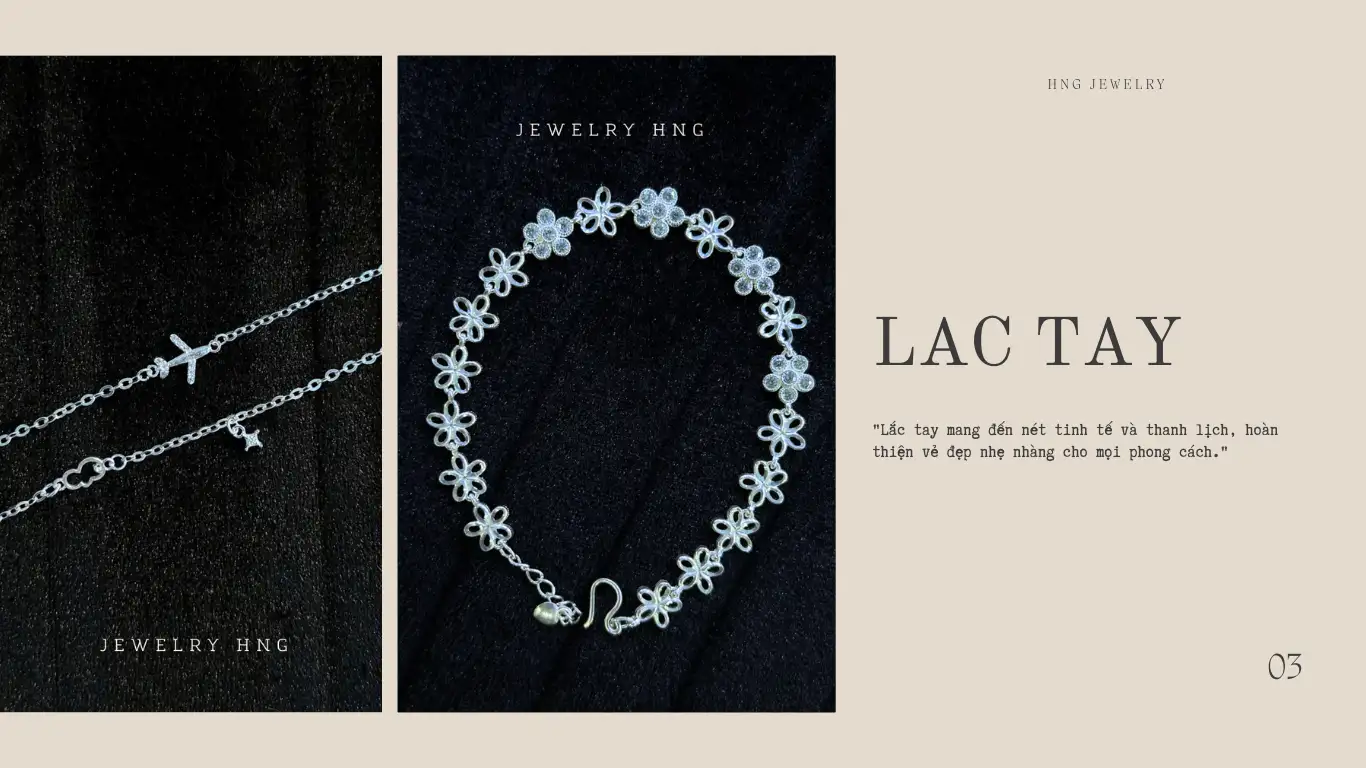 JEWELRY HNG
JEWELRY HNG
HNG JEWELRY
LAC TAY
"Lắc tay mang đến nét tinh tế và thanh lịch, hoàn
thiện vẻ đẹp nhẹ nhàng cho mọi phong cách."
03